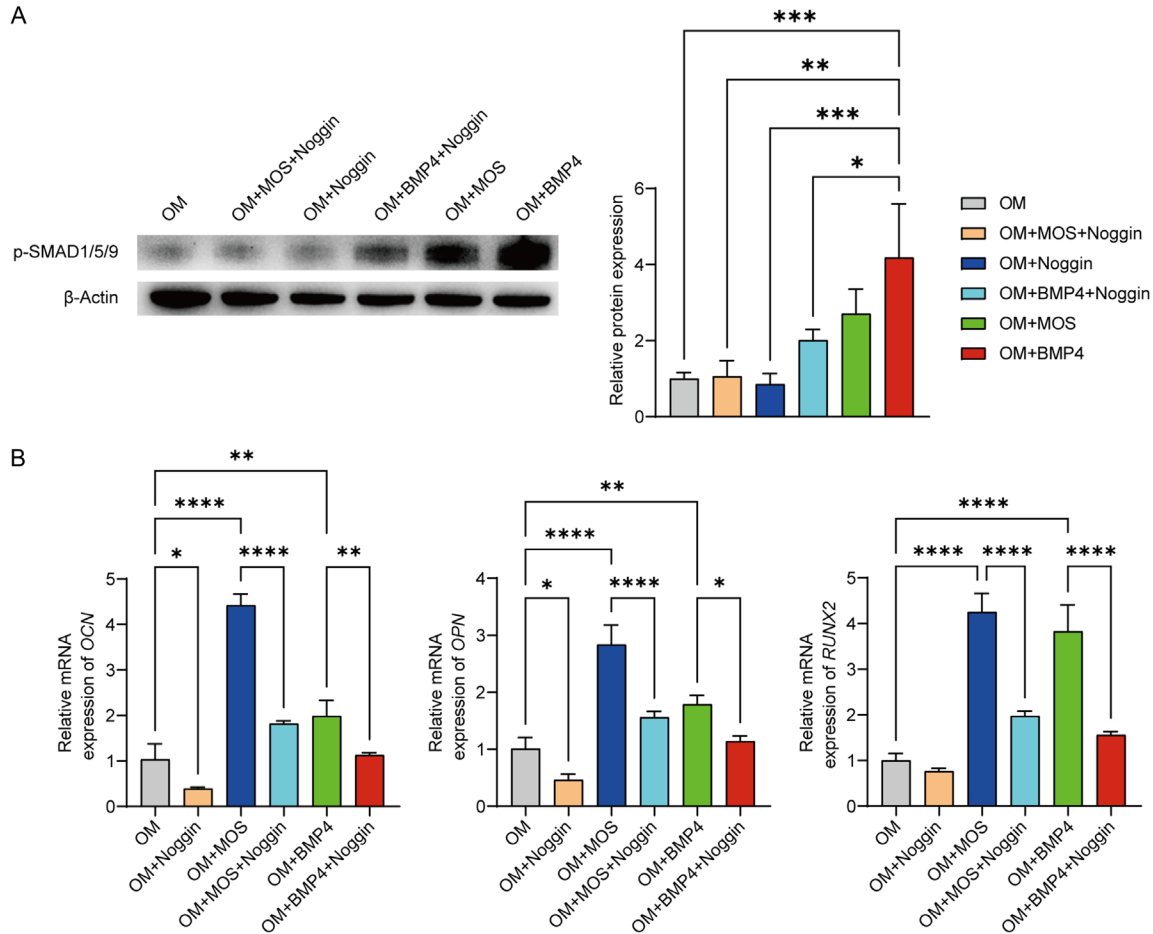 A
***
**
***
*
OM
OM+MOS+Noggin
OM+Noggin
OM+BMP4+Noggin
OM+MOS
OM+BMP4
p-SMAD1/5/9
β-Actin
Relative protein expression
6
4
2
0
OM
OM+MOS+Noggin
OM+Noggin
OM+BMP4+Noggin
OM+MOS
OM+BMP4
B
**
****
*
****
**
Relative mRNA
expression of OCN
5
4
3
2
1
0
OM
OM+Noggin
OM+MOS
OM+MOS+Noggin
OM+BMP4
OM+BMP4+Noggin
**
****
*
****
*
Relative mRNA
expression of OPN
4
3
2
1
0
OM
OM+Noggin
OM+MOS
OM+MOS+Noggin
OM+BMP4
OM+BMP4+Noggin
****
****
****
****
Relative mRNA
expression of RUNX2
5
4
3
2
1
0
OM
OM+Noggin
OM+MOS
OM+MOS+Noggin
OM+BMP4
OM+BMP4+Noggin